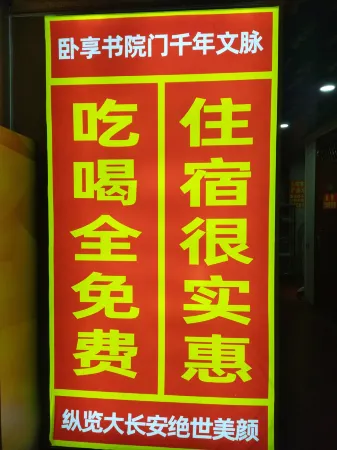 卧享书院门千年文脉
住宿很实惠
吃喝全免费
纵览大长安绝世美颜